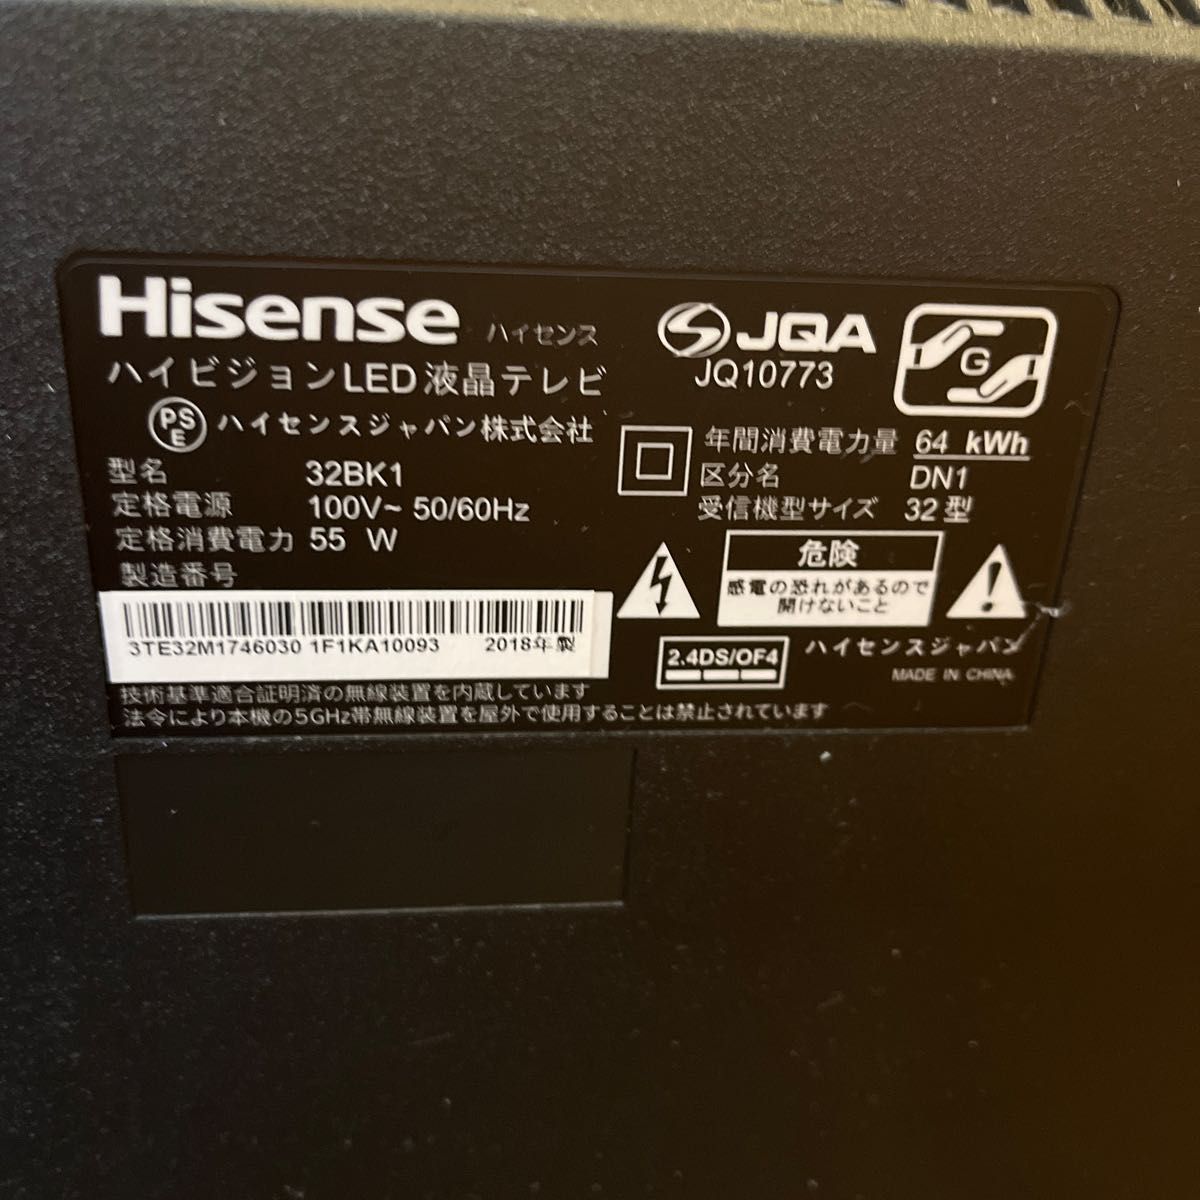 Hisense ハイセンス
ハイビジョンLED液晶テレビ
PSE ハイセンスジャパン株式会社
型名 32BK1
定格電源 100V~ 50/60Hz
定格消費電力 55 W
製造番号
3TE32M1746030 1F1KA10093 2018年製
技術基準適合証明済の無線装置を内蔵しています
法令により本機の5GHz帯無線装置を屋外で使用することは禁止されています
JQA
JQ10773
G
年間消費電力量 64 kWh
区分名 DN1
受信機型サイズ 32型
危険
感電の恐れがあるので
開けないこと
2.4DS/OF4
ハイセンスジャパン
MADE IN CHINA